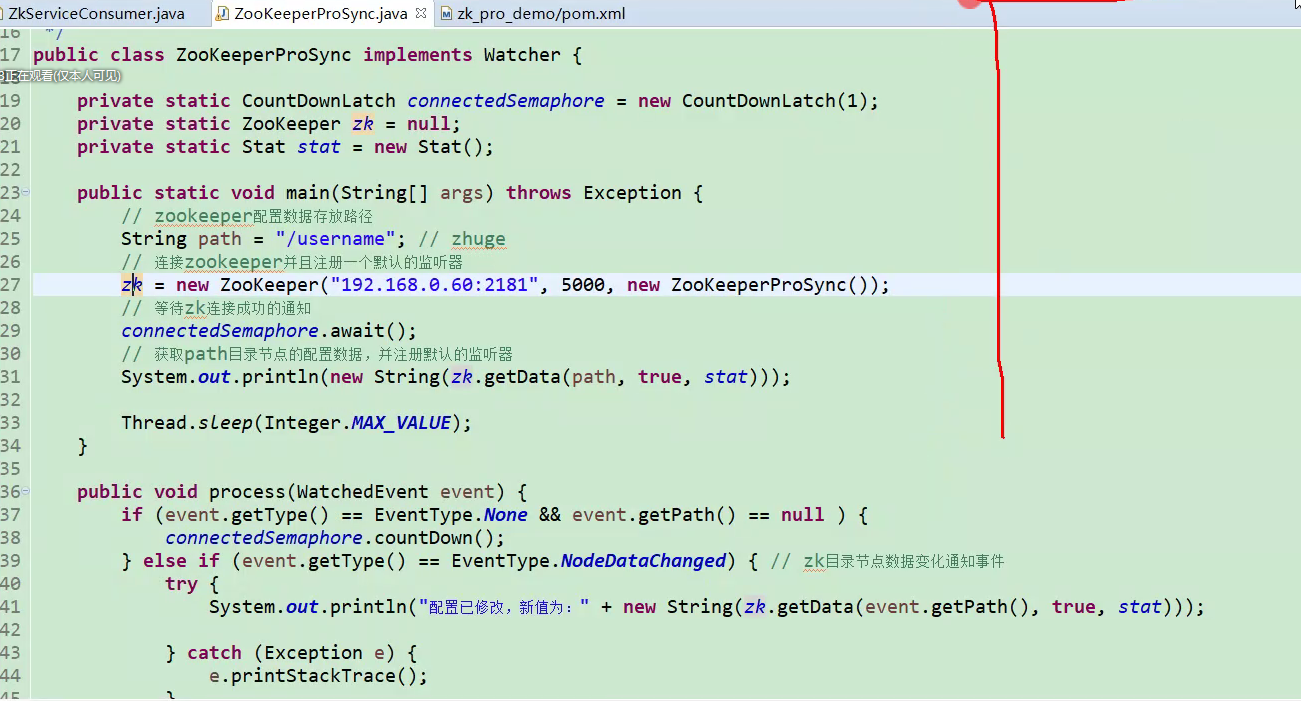 ZkServiceConsumer.java ZooKeeperProSync.java zk_pro_demo/pom.xml
16 */
17 public class ZooKeeperProSync implements Watcher {
正在观看(仅本人可见)
19 private static CountDownLatch connectedSemaphore = new CountDownLatch(1);
20 private static ZooKeeper zk = null;
21 private static Stat stat = new Stat();
22
23 public static void main(String[] args) throws Exception {
24 // zookeeper配置数据存放路径
25 String path = "/username"; // zhuge
26 // 连接zookeeper并且注册一个默认的监听器
27 zk = new ZooKeeper("192.168.0.60:2181", 5000, new ZooKeeperProSync());
28 // 等待zk连接成功的通知
29 connectedSemaphore.await();
30 // 获取path目录节点的配置数据，并注册默认的监听器
31 System.out.println(new String(zk.getData(path, true, stat)));
32
33 Thread.sleep(Integer.MAX_VALUE);
34 }
35
36 public void process(WatchedEvent event) {
37 if (event.getType() == EventType.None && event.getPath() == null ) {
38 connectedSemaphore.countDown();
39 } else if (event.getType() == EventType.NodeDataChanged) { // zk目录节点数据变化通知事件
40 try {
41 System.out.println("配置已修改，新值为：" + new String(zk.getData(event.getPath(), true, stat)));
42
43 } catch (Exception e) {
44 e.printStackTrace();
45 }